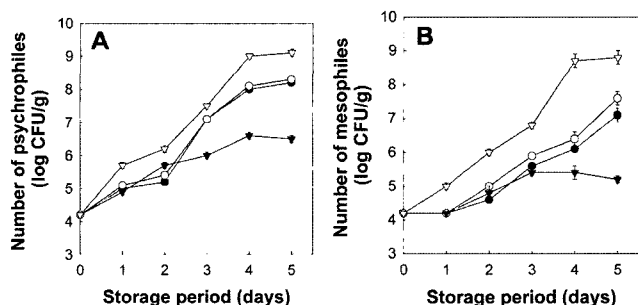 A
Number of psychrophiles
(log CFU/g)
10
9
8
7
6
5
4
3
0 1 2 3 4 5
Storage period (days)
B
Number of mesophiles
(log CFU/g)
10
9
8
7
6
5
4
3
0 1 2 3 4 5
Storage period (days)